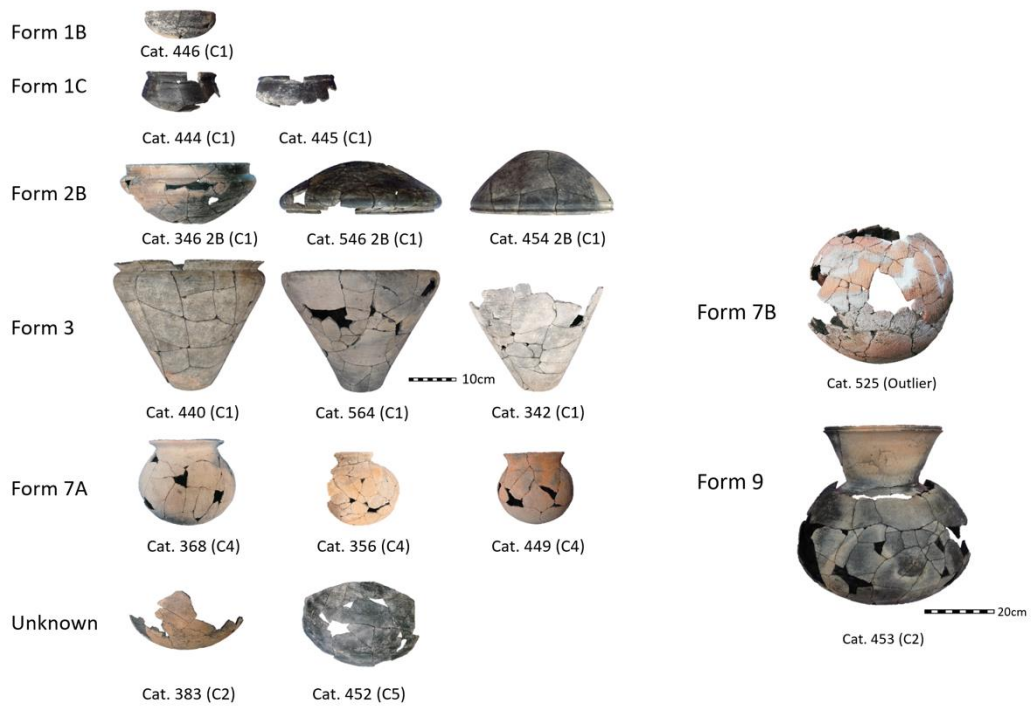 Form 1B
Cat. 446 (C1)
Form 1C
Cat. 444 (C1)
Cat. 445 (C1)
Form 2B
Cat. 346 2B (C1)
Cat. 546 2B (C1)
Cat. 454 2B (C1)
Form 3
10cm
Cat. 440 (C1)
Cat. 564 (C1)
Cat. 342 (C1)
Form 7A
Cat. 368 (C4)
Cat. 356 (C4)
Cat. 449 (C4)
Unknown
Cat. 383 (C2)
Cat. 452 (C5)
Form 7B
Cat. 525 (Outlier)
Form 9
20cm
Cat. 453 (C2)